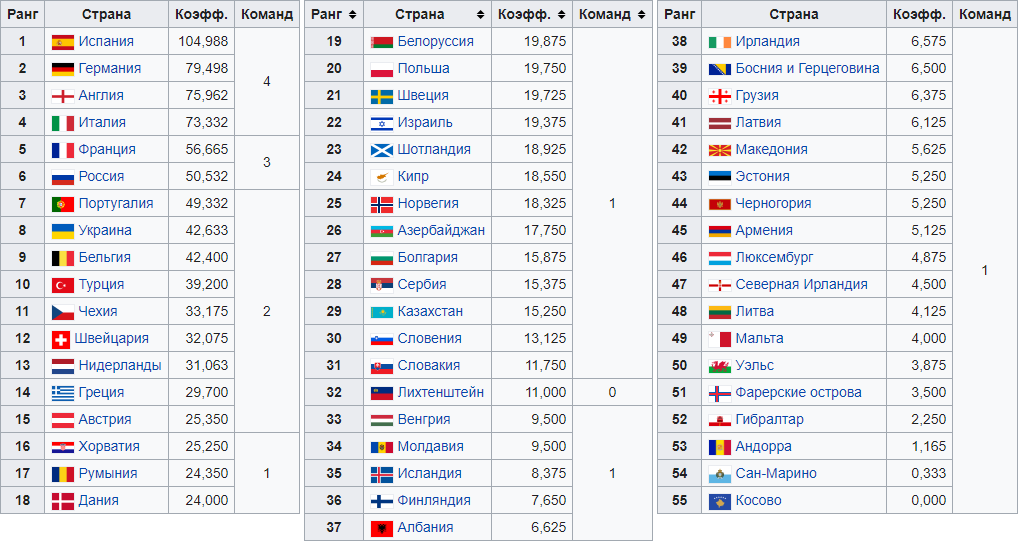 Ранг Страна Коэфф. Команд
1 Испания 104,988
2 Германия 79,498
4
3 Англия 75,962
4 Италия 73,332
5 Франция 56,665
3
6 Россия 50,532
7 Португалия 49,332
8 Украина 42,633
9 Бельгия 42,400
10 Турция 39,200
11 Чехия 33,175 2
12 Швейцария 32,075
13 Нидерланды 31,063
14 Греция 29,700
15 Австрия 25,350
16 Хорватия 25,250
17 Румыния 24,350 1
18 Дания 24,000
Ранг Страна Коэфф. Команд
19 Белоруссия 19,875
20 Польша 19,750
21 Швеция 19,725
22 Израиль 19,375
23 Шотландия 18,925
24 Кипр 18,550
25 Норвегия 18,325 1
26 Азербайджан 17,750
27 Болгария 15,875
28 Сербия 15,375
29 Казахстан 15,250
30 Словения 13,125
31 Словакия 11,750
32 Лихтенштейн 11,000 0
33 Венгрия 9,500
34 Молдавия 9,500
35 Исландия 8,375 1
36 Финляндия 7,650
37 Албания 6,625
Ранг Страна Коэфф. Команд
38 Ирландия 6,575
39 Босния и Герцеговина 6,500
40 Грузия 6,375
41 Латвия 6,125
42 Македония 5,625
43 Эстония 5,250
44 Черногория 5,250
45 Армения 5,125
46 Люксембург 4,875
1
47 Северная Ирландия 4,500
48 Литва 4,125
49 Мальта 4,000
50 Уэльс 3,875
51 Фарерские острова 3,500
52 Гибралтар 2,250
53 Андорра 1,165
54 Сан-Марино 0,333
55 Косово 0,000